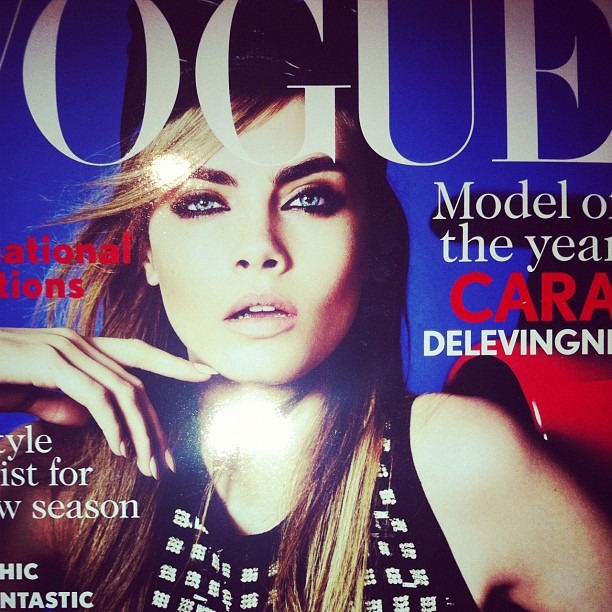 VOGUE
Model of
the year
CARA
DELEVINGNE
ational
tions
tyle
ist for
w season
HIC
NTASTIC